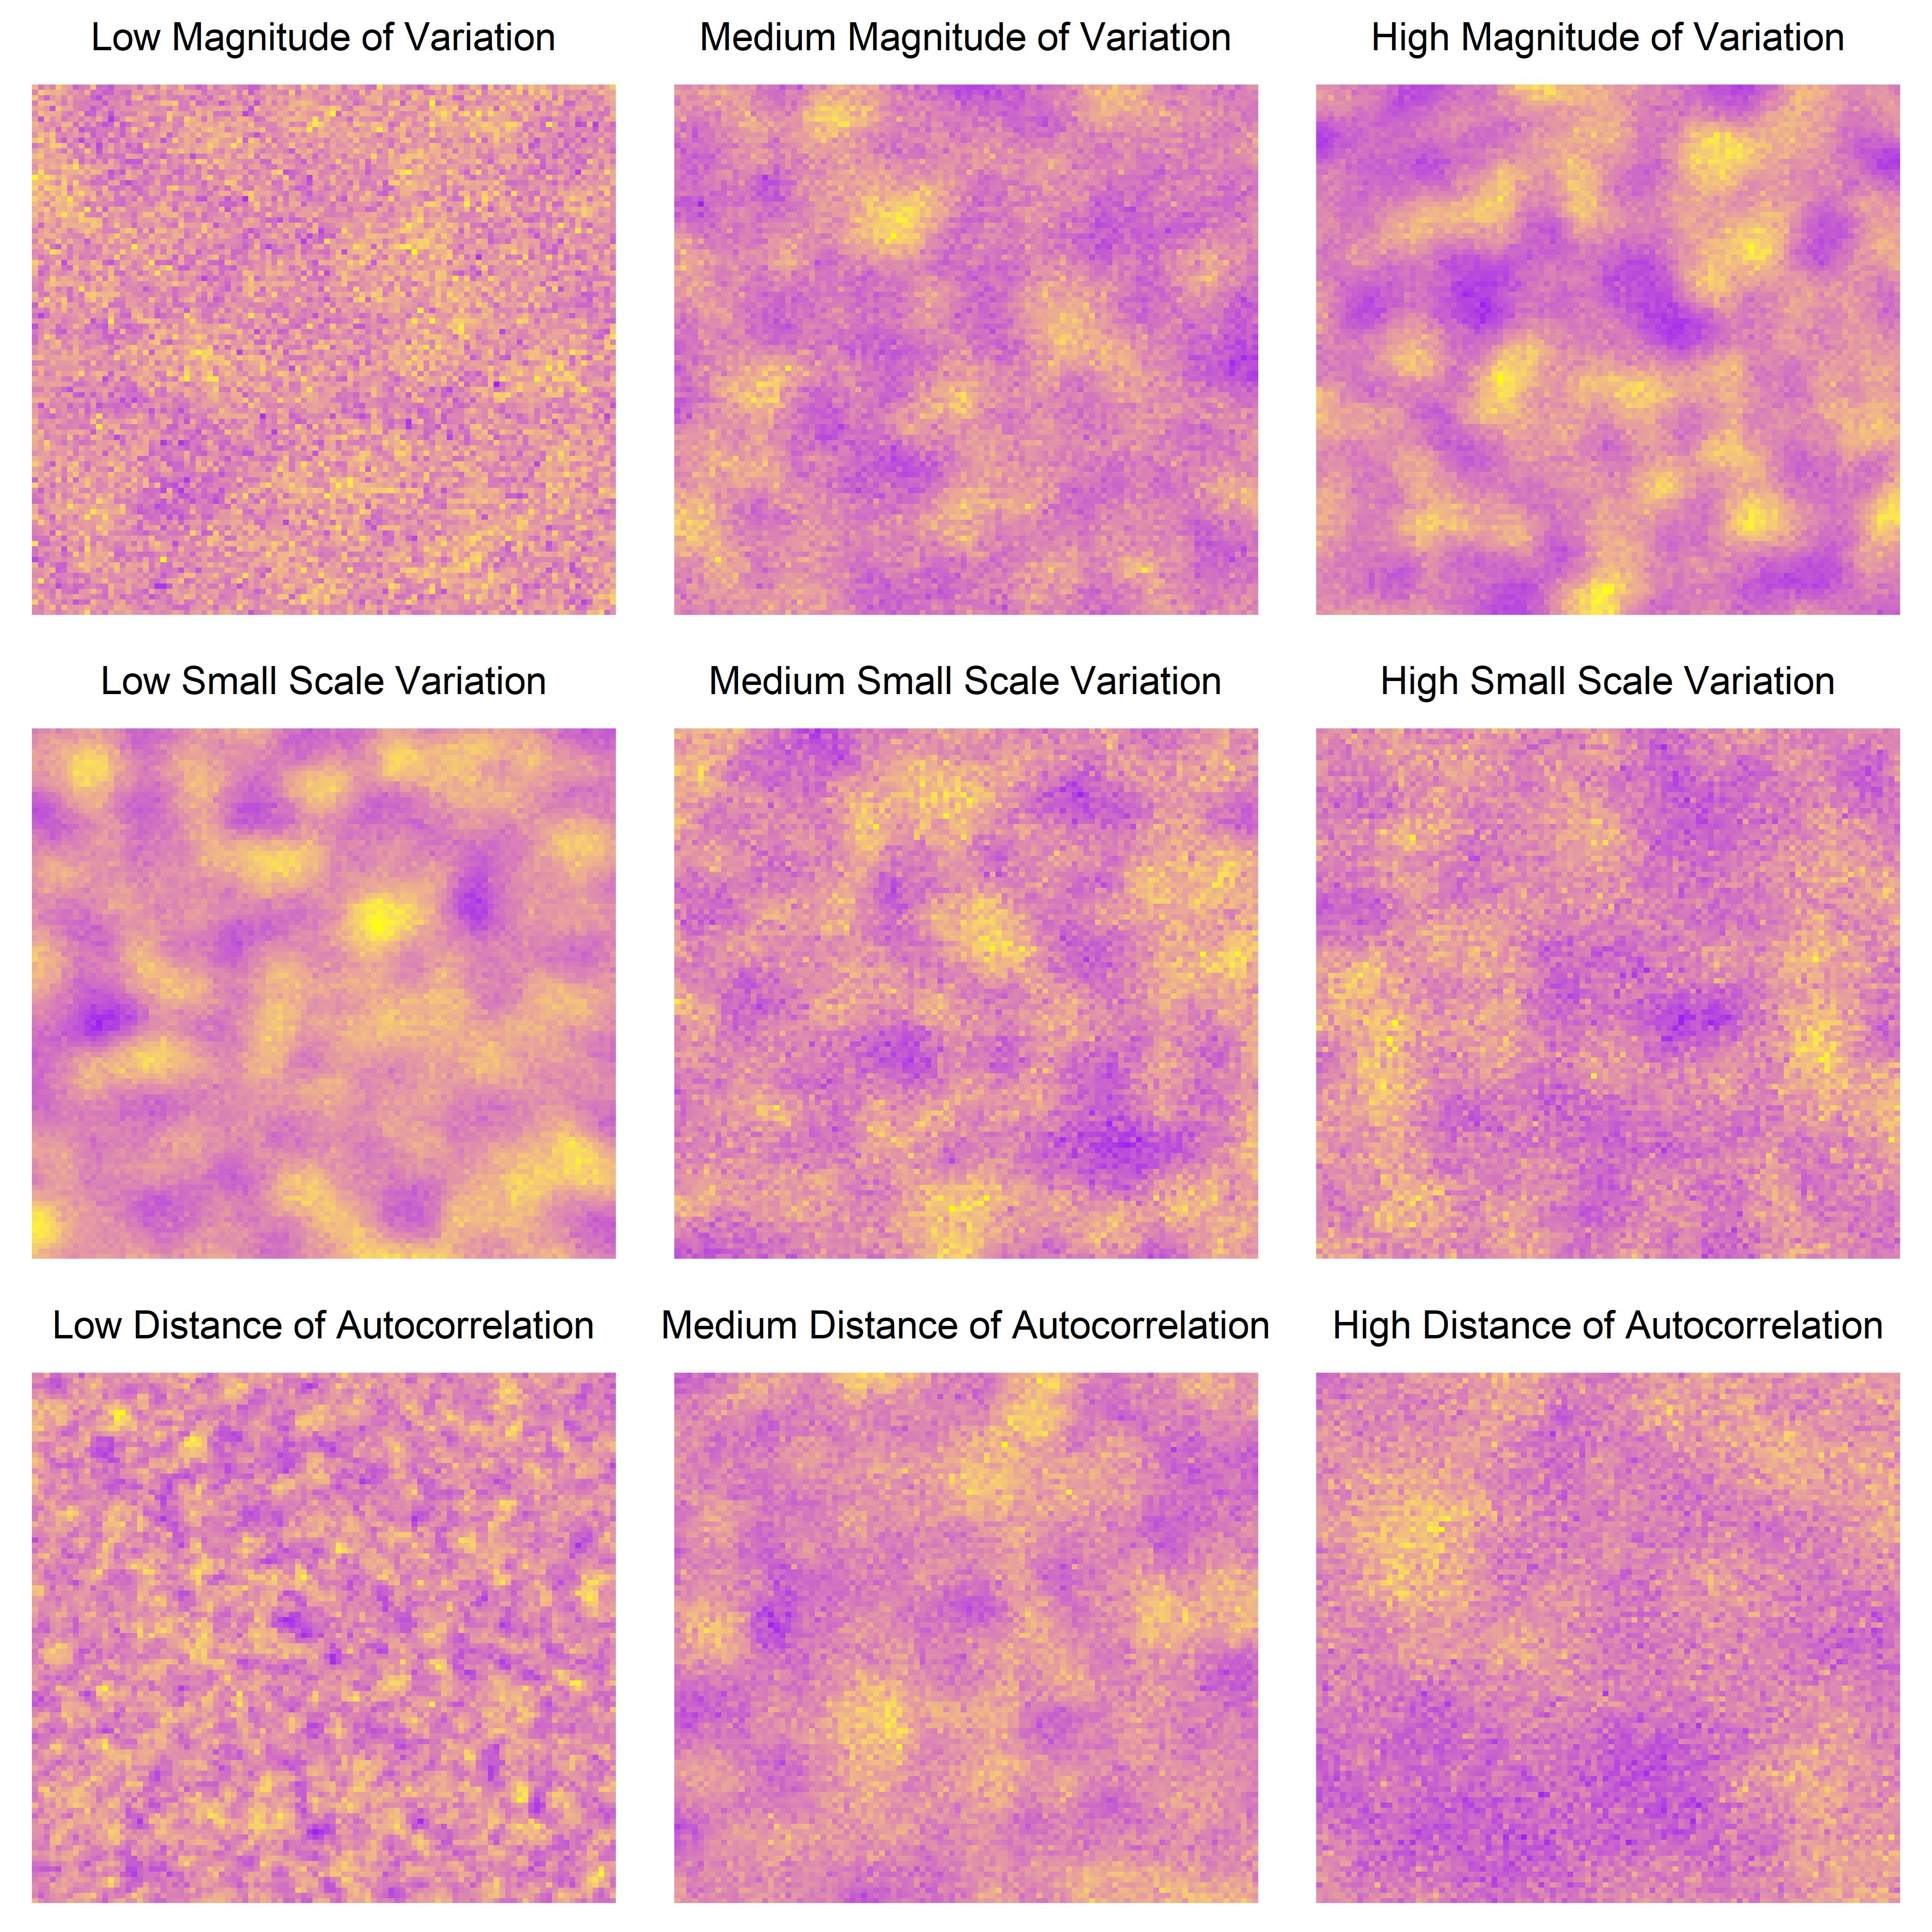 Low Magnitude of Variation
Medium Magnitude of Variation
High Magnitude of Variation
Low Small Scale Variation
Medium Small Scale Variation
High Small Scale Variation
Low Distance of Autocorrelation
Medium Distance of Autocorrelation
High Distance of Autocorrelation